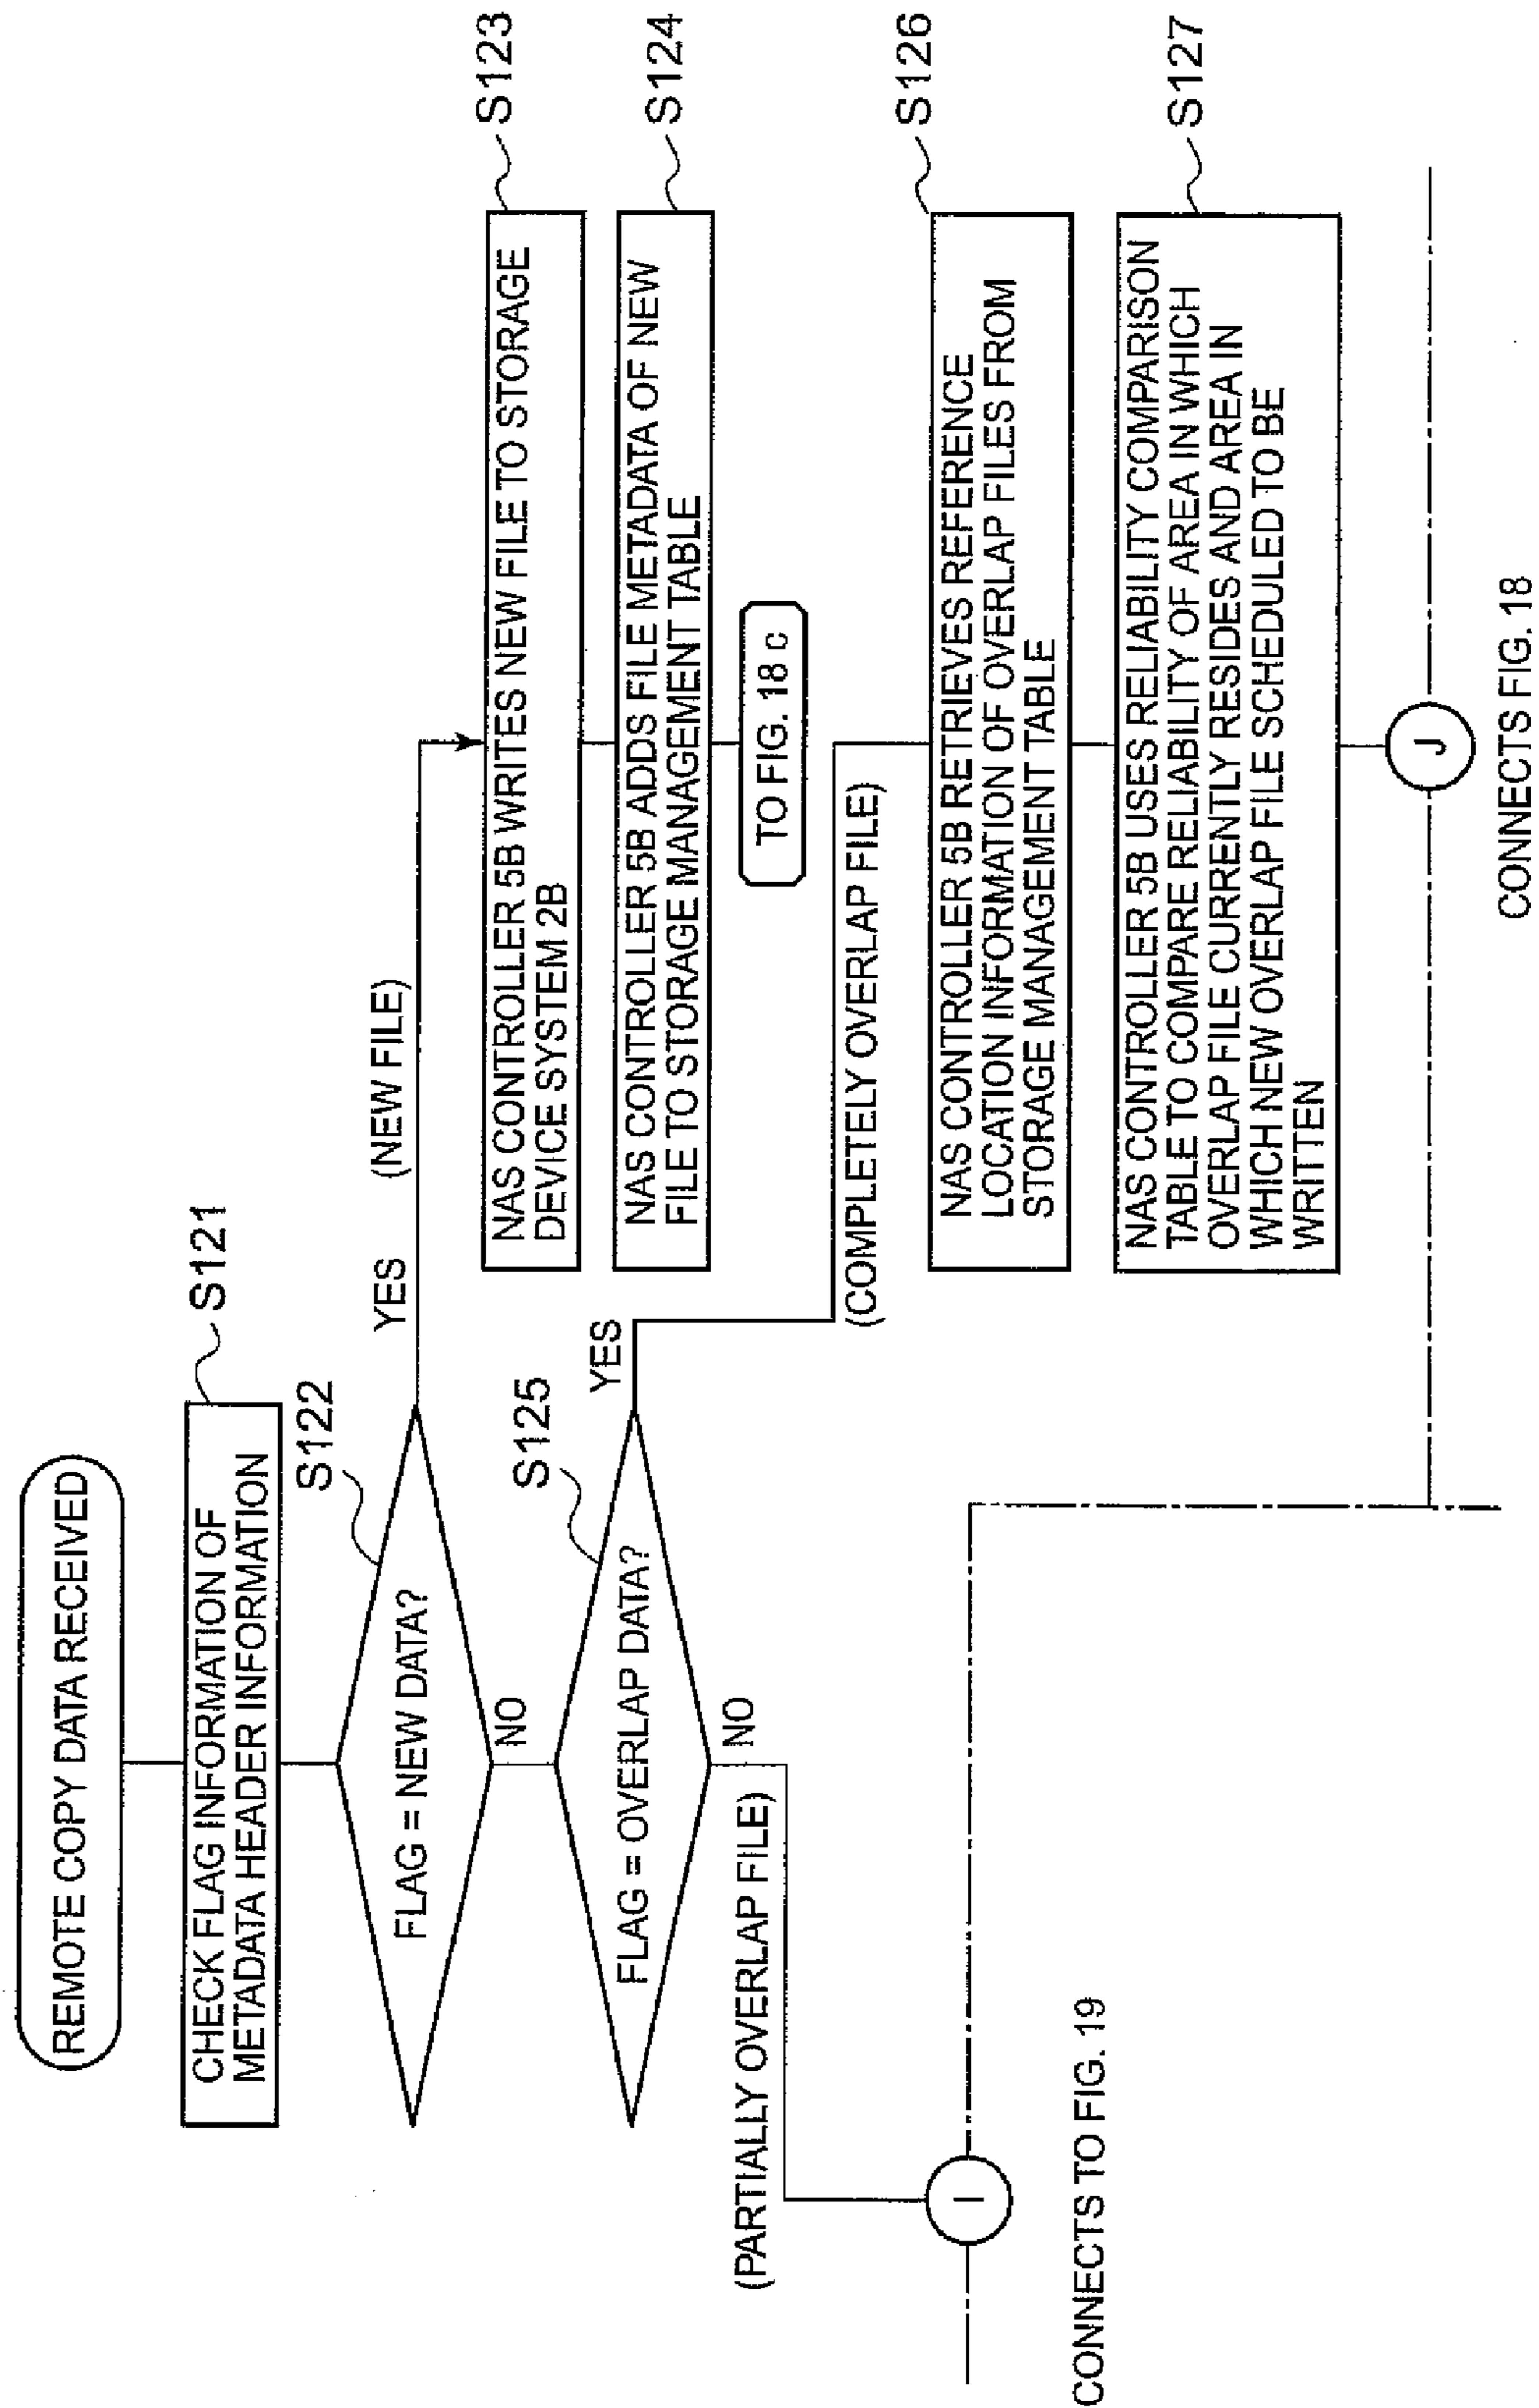 REMOTE COPY DATA RECEIVED
S121
CHECK FLAG INFORMATION OF
METADATA HEADER INFORMATION
S122
FLAG = NEW DATA?
YES
(NEW FILE)
NO
S123
NAS CONTROLLER 5B WRITES NEW FILE TO STORAGE
DEVICE SYSTEM 2B
S124
NAS CONTROLLER 5B ADDS FILE METADATA OF NEW
FILE TO STORAGE MANAGEMENT TABLE
TO FIG. 18 C
S125
FLAG = OVERLAP DATA?
YES
(COMPLETELY OVERLAP FILE)
NO
(PARTIALLY OVERLAP FILE)
S126
NAS CONTROLLER 5B RETRIEVES REFERENCE
LOCATION INFORMATION OF OVERLAP FILES FROM
STORAGE MANAGEMENT TABLE
S127
NAS CONTROLLER 5B USES RELIABILITY COMPARISON
TABLE TO COMPARE RELIABILITY OF AREA IN WHICH
OVERLAP FILE CURRENTLY RESIDES AND AREA IN
WHICH NEW OVERLAP FILE SCHEDULED TO BE
WRITTEN
I
J
CONNECTS TO FIG. 19
CONNECTS FIG. 18